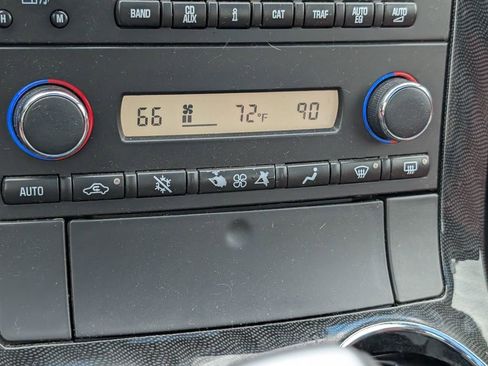 H M
BAND CD AUX i CAT TRAF AUTO EQ AUTO
66 72°F 90
AUTO